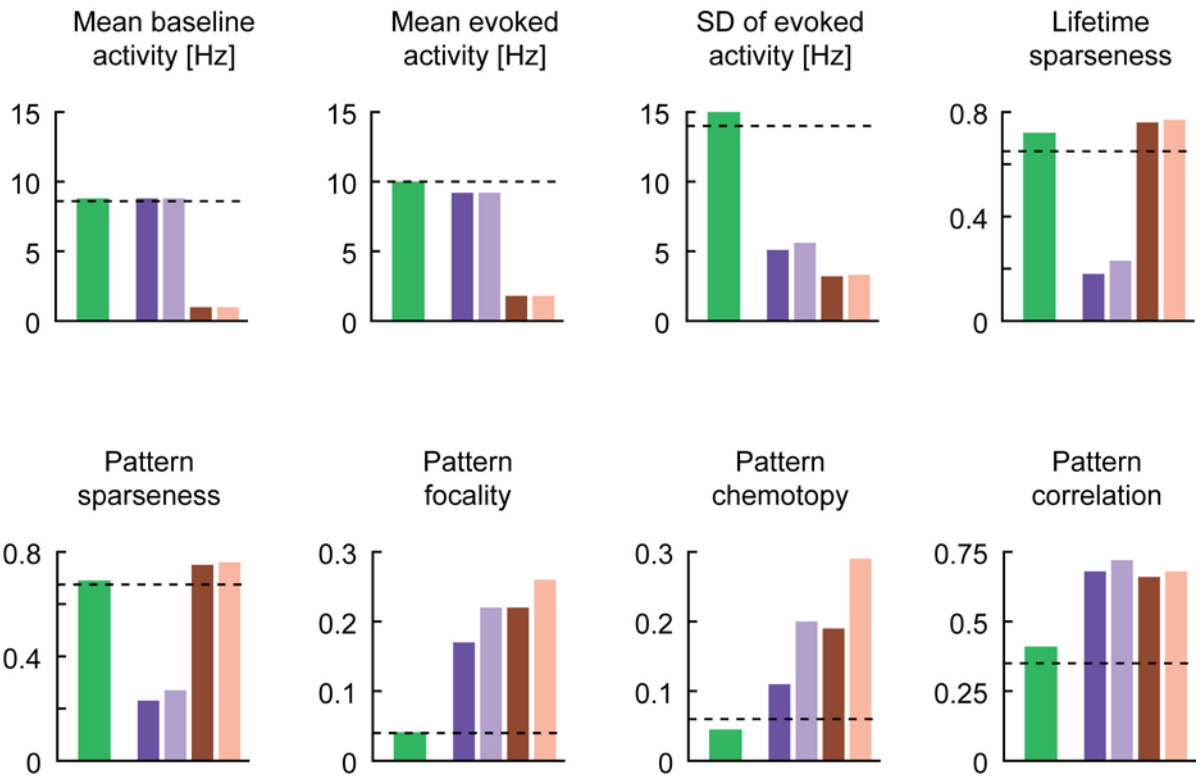 Mean baseline
activity [Hz]
15
10
5
0
Mean evoked
activity [Hz]
15
10
5
0
SD of evoked
activity [Hz]
15
10
5
0
Lifetime
sparseness
0.8
0.4
0
Pattern
sparseness
0.8
0.4
0
Pattern
focality
0.3
0.2
0.1
0
Pattern
chemotopy
0.3
0.2
0.1
0
Pattern
correlation
0.75
0.5
0.25
0